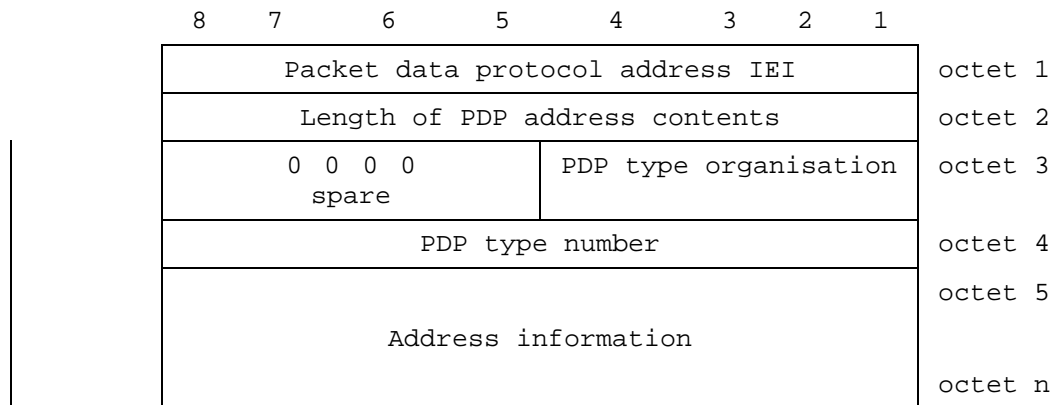 8 7 6 5 4 3 2 1
Packet data protocol address IEI octet 1
Length of PDP address contents octet 2
0 0 0 0 PDP type organisation octet 3
spare
PDP type number octet 4
octet 5
Address information
octet n